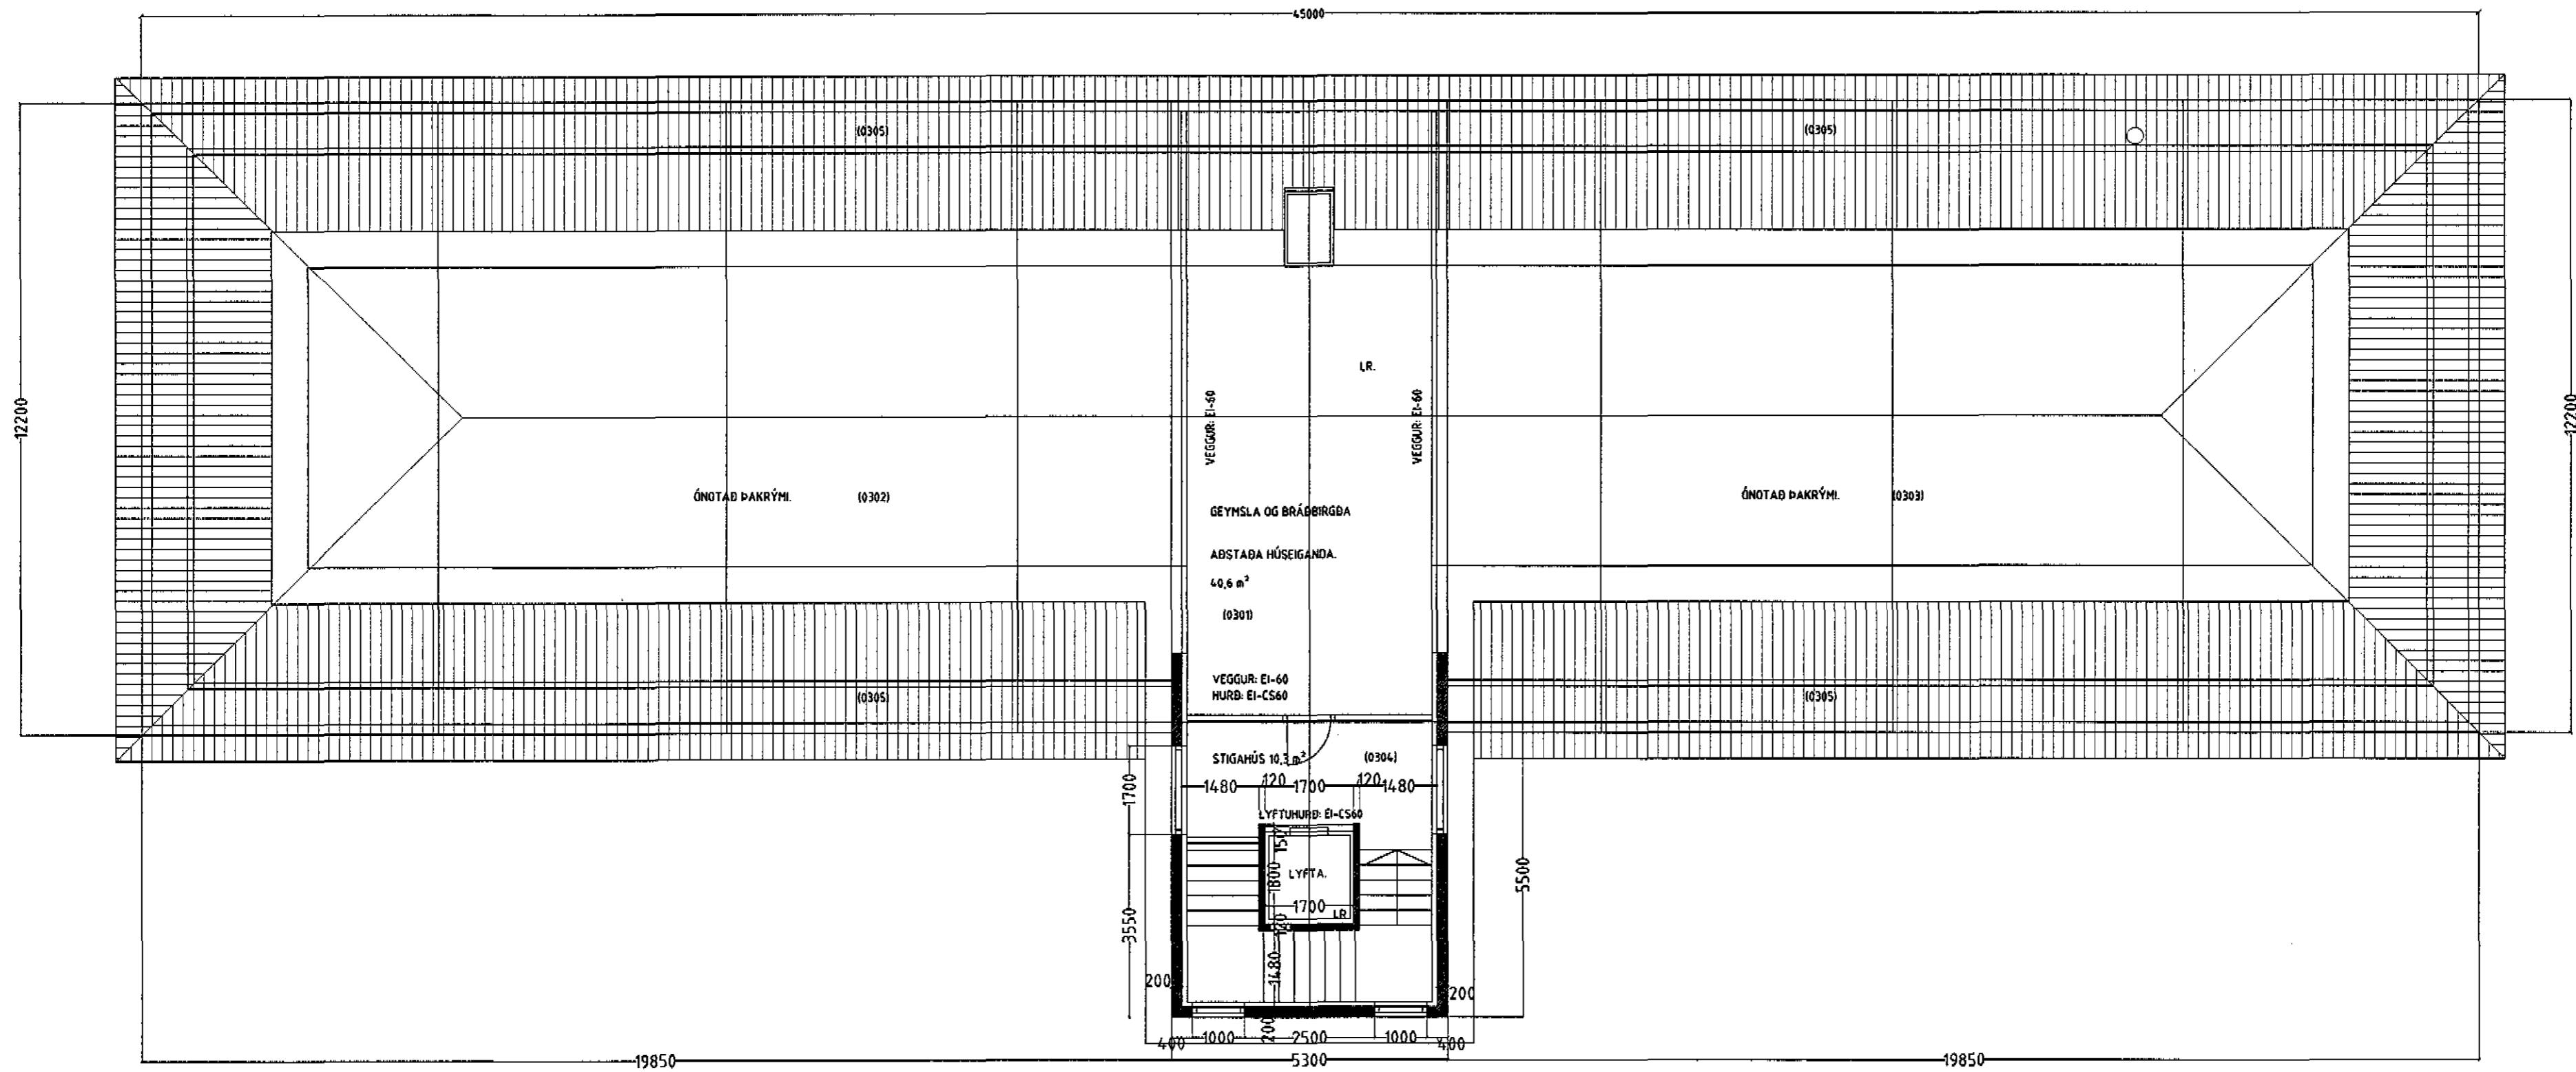 45000
(0305)
(0305)
12200
12200
I.R.
VEGGUR: EI-60
VEGGUR: EI-60
ÓNOTAÐ ÞAKRÝMI.
(0302)
ÓNOTAÐ ÞAKRÝMI.
(0303)
GEYMSLA OG BRÁÐBIRGÐA
AÐSTAÐA HÚSEIGANDA.
40,6 m²
(0301)
VEGGUR: EI-60
HURÐ: EI-CS60
(0305)
(0305)
STIGAHÚS 10,3 m²
(0304)
1480
120
1700
120
1480
1700
LYFTUHURÐ: EI-CS60
150
1800
LYFTA.
1700
I.R
120
3550
5500
1480
200
200
200
400
1000
2500
1000
400
19850
5300
19850